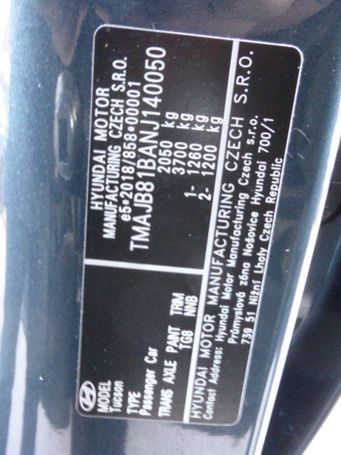 HYUNDAI MOTOR
MANUFACTURING CZECH S.R.O.
e5*2018/858*00001
TMAJB81BANJ140050
2050 kg
3700 kg
1- 1260 kg
2- 1200 kg
MODEL
Tucson
TYPE
Passenger Car
TRANS AXLE PAINT TRIM
TG8 NNB
HYUNDAI MOTOR MANUFACTURING CZECH S.R.O.
Contact Address: Hyundai Motor Manufacturing Czech s.r.o.
Průmyslová zóna Nošovice Hyundai 700/1
739 51 Nižní Lhoty Czech Republic